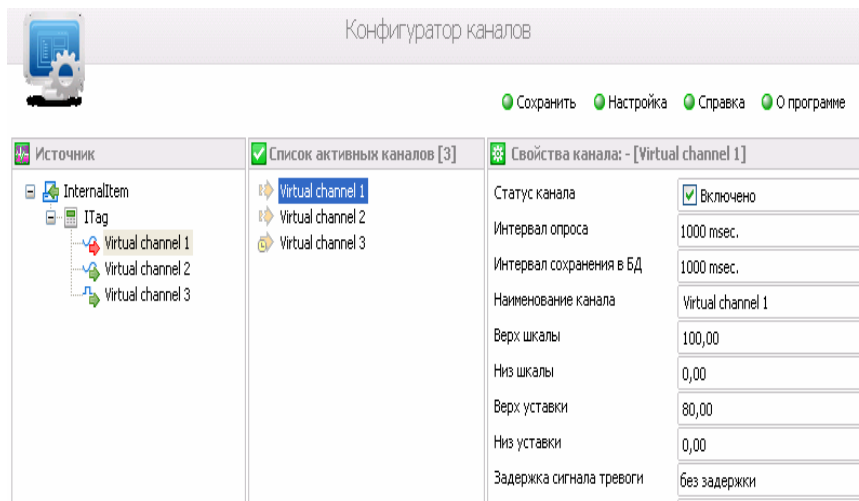 Конфигуратор каналов
Сохранить Настройка Справка О программе
Источник
InternalItem
ITag
Virtual channel 1
Virtual channel 2
Virtual channel 3
Список активных каналов [3]
Virtual channel 1
Virtual channel 2
Virtual channel 3
Свойства канала: - [Virtual channel 1]
Статус канала Включено
Интервал опроса 1000 msec.
Интервал сохранения в БД 1000 msec.
Наименование канала Virtual channel 1
Верх шкалы 100,00
Низ шкалы 0,00
Верх уставки 80,00
Низ уставки 0,00
Задержка сигнала тревоги без задержки